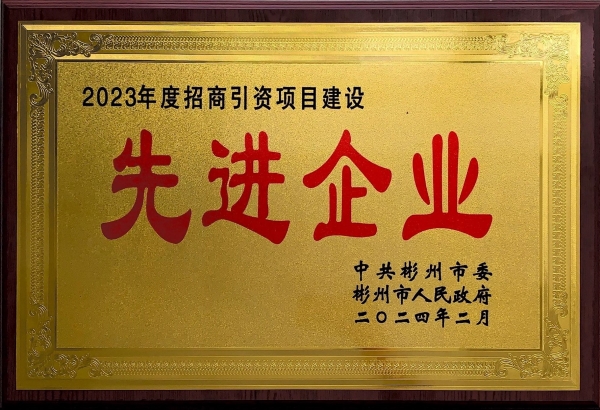 2023年度招商引资项目建设
先进企业
中共彬州市委
彬州市人民政府
二〇二四年二月